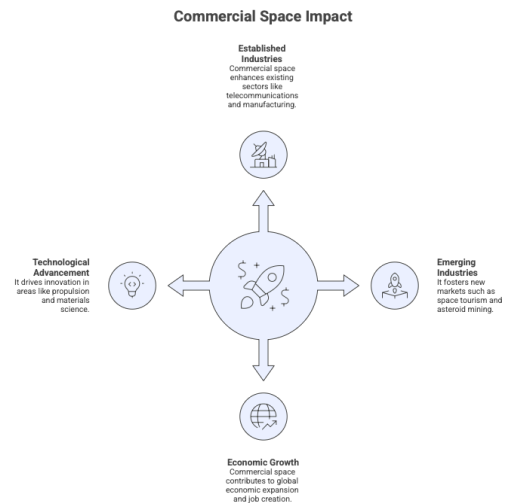 Commercial Space Impact
Established
Industries
Commercial space
enhances existing
sectors like
telecommunications
and manufacturing.
Technological
Advancement
It drives innovation in
areas like propulsion
and materials
science.
$
$
Emerging
Industries
It fosters new
markets such as
space tourism and
asteroid mining.
Economic Growth
Commercial space
contributes to global
economic expansion
and job creation.